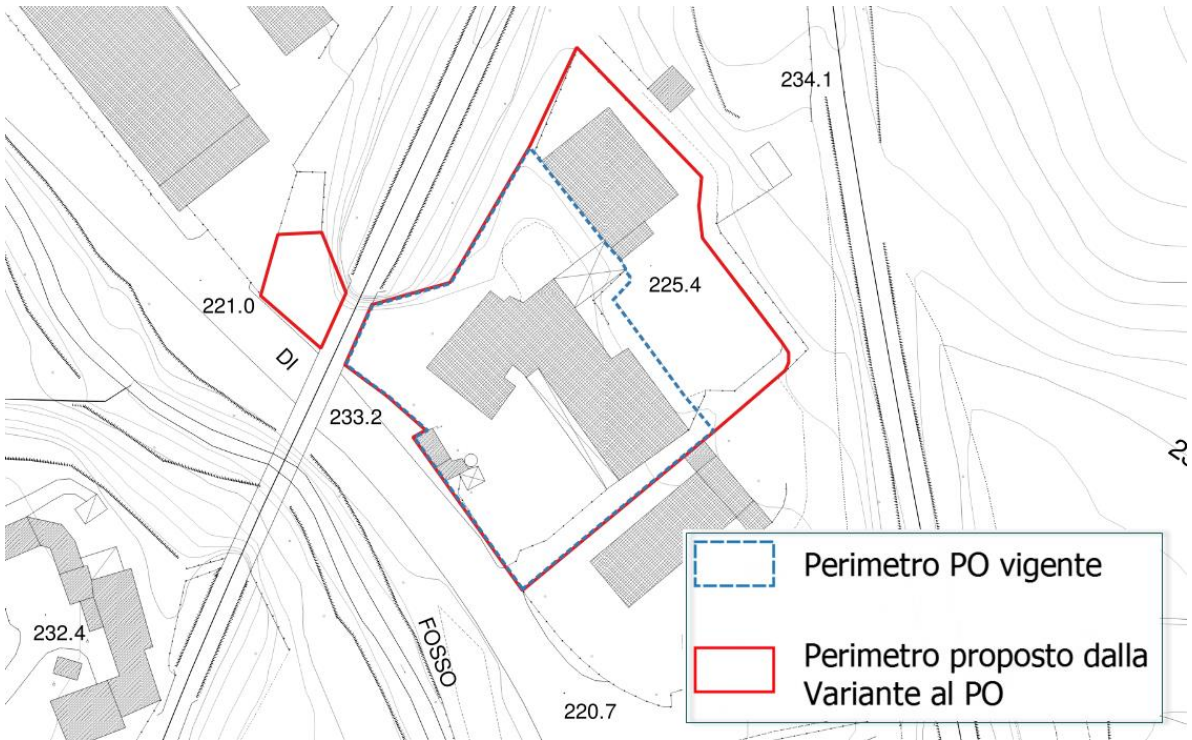 234.1
225.4
221.0
DI
233.2
232.4
FOSSO
220.7
Perimetro PO vigente
Perimetro proposto dalla
Variante al PO